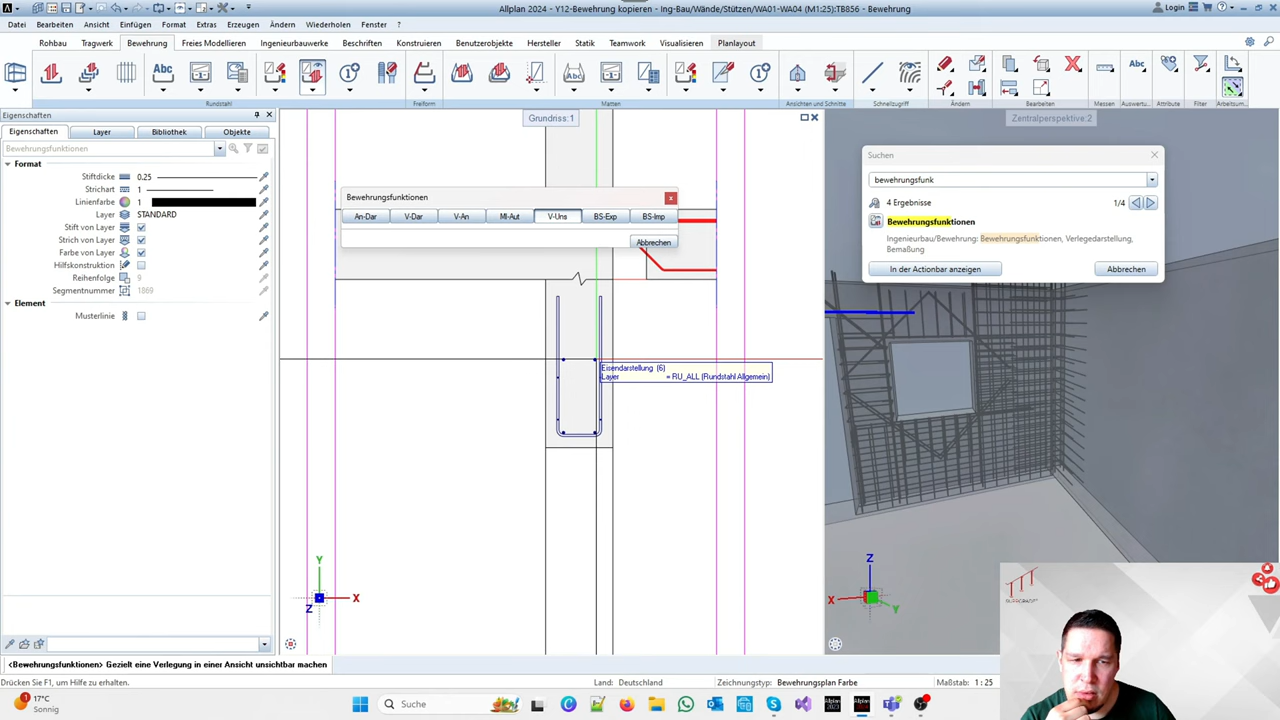 Allplan 2024 - Y12-Bewehrung kopieren - Ing-Bau/Wände/Stützen/WA01-WA04 (M1:25):TB856 - Bewehrung
Login
Datei Bearbeiten Ansicht Einfügen Format Extras Erzeugen Ändern Wiederholen Fenster ?
Rohbau Tragwerk Bewehrung Freies Modellieren Ingenieurbauwerke Beschriften Konstruieren Benutzerobjekte Hersteller Statik Teamwork Visualisieren Planlayout
Abc
Abc
Rundstahl Freiform Matten Ansichten und Schnitte Schnellzugriff Ändern Bearbeiten Messen Auswertu... Attribute Filter Arbeitsum...
Eigenschaften
Eigenschaften Layer Bibliothek Objekte
Bewehrungsfunktionen
Format
Stiftdicke 0,25
Strichart 1
Linienfarbe 1
Layer STANDARD
Stift von Layer
Strich von Layer
Farbe von Layer
Hilfskonstruktion
Reihenfolge 9
Segmentnummer 1869
Element
Musterlinie
Grundriss:1
Bewehrungsfunktionen
An-Dar V-Dar V-An MI-Aut V-Uns BS-Exp BS-Imp
Abbrechen
Eisendarstellung (6)
Layer = RU_ALL (Rundstahl Allgemein)
Y
Z X
Zentralperspektive:2
Suchen
bewehrungsfunk
4 Ergebnisse 1/4
Bewehrungsfunktionen
Ingenieurbau/Bewehrung: Bewehrungsfunktionen, Verlegedarstellung,
Bemaßung
In der Actionbar anzeigen Abbrechen
Z
X Y
<Bewehrungsfunktionen> Gezielt eine Verlegung in einer Ansicht unsichtbar machen
Drücken Sie F1, um Hilfe zu erhalten. Land: Deutschland Zeichnungstyp: Bewehrungsplan Farbe Maßstab: 1 : 25
1
17°C
Sonnig
Suche